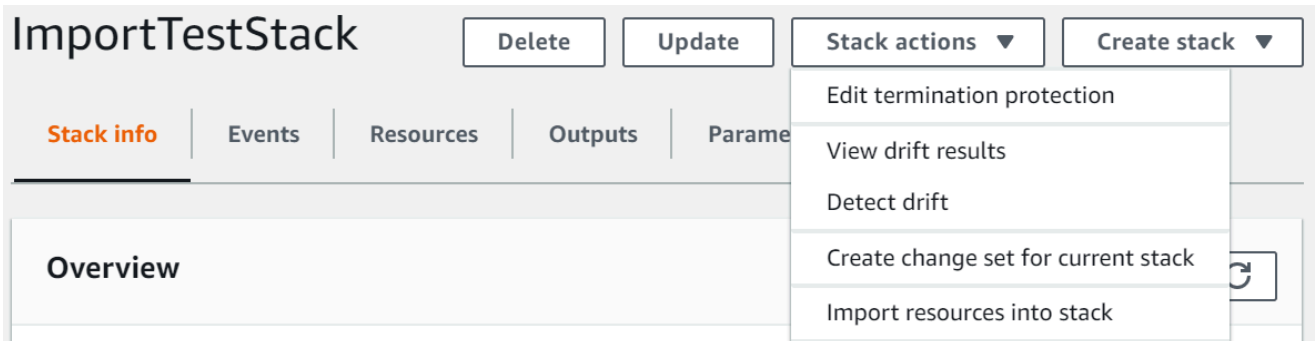 ImportTestStack
Delete
Update
Stack actions
Create stack
Edit termination protection
Stack info
Events
Resources
Outputs
Parame
View drift results
Detect drift
Overview
Create change set for current stack
Import resources into stack